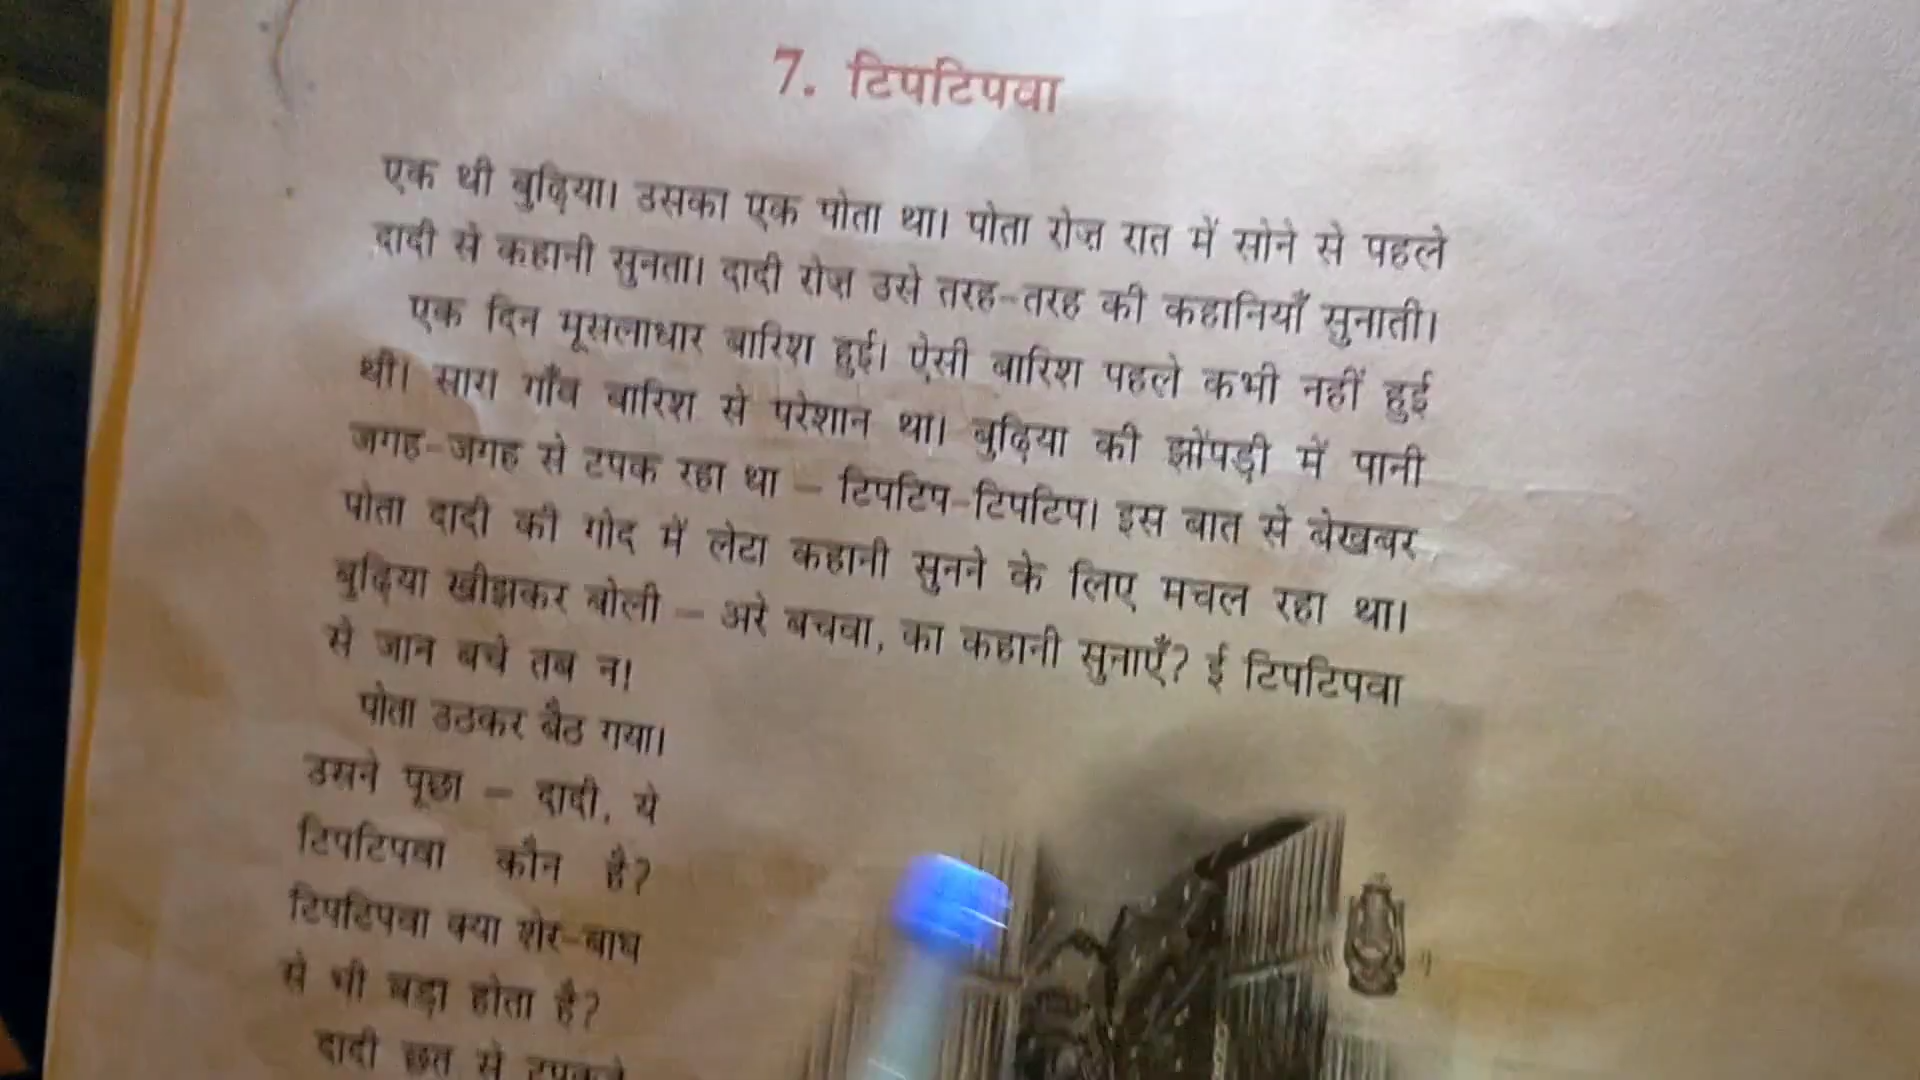 7. टिपटिपवा
एक थी बुढ़िया। उसका एक पोता था। पोता रोज़ रात में सोने से पहले
दादी से कहानी सुनता। दादी रोज़ उसे तरह-तरह की कहानियाँ सुनाती।
एक दिन मूसलाधार बारिश हुई। ऐसी बारिश पहले कभी नहीं हुई
थी। सारा गाँव बारिश से परेशान था। बुढ़िया की झोंपड़ी में पानी
जगह-जगह से टपक रहा था – टिपटिप-टिपटिप। इस बात से बेखबर
पोता दादी की गोद में लेटा कहानी सुनने के लिए मचल रहा था।
बुढ़िया खीझकर बोली – अरे बचवा, का कहानी सुनाएँ? ई टिपटिपवा
से जान बचे तब न!
पोता उठकर बैठ गया।
उसने पूछा – दादी, ये
टिपटिपवा कौन है?
टिपटिपवा क्या शेर-बाघ
से भी बड़ा होता है?
दादी छत से टपकते